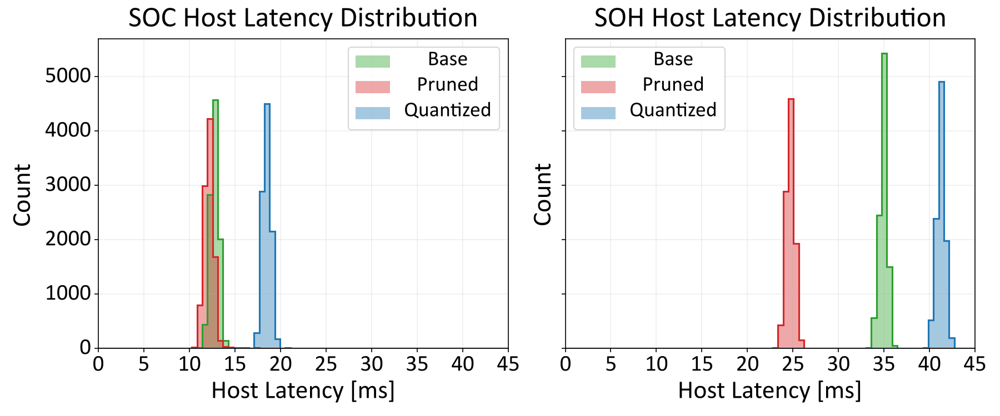 SOC Host Latency Distribution
Base
Pruned
Quantized
5000
4000
3000
2000
1000
0
Count
0 5 10 15 20 25 30 35 40 45
Host Latency [ms]
SOH Host Latency Distribution
Base
Pruned
Quantized
Count
0 5 10 15 20 25 30 35 40 45
Host Latency [ms]